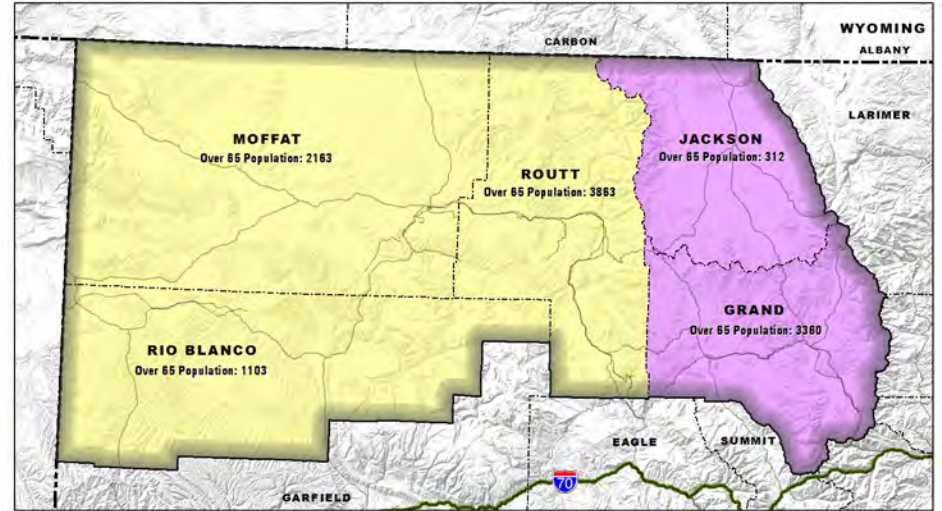 WYOMING
CARBON
ALBANY
LARIMER
MOFFAT
Over 65 Population: 2163
JACKSON
Over 65 Population: 312
ROUTT
Over 65 Population: 3863
GRAND
Over 65 Population: 3360
RIO BLANCO
Over 65 Population: 1103
EAGLE
SUMMIT
70
GARFIELD